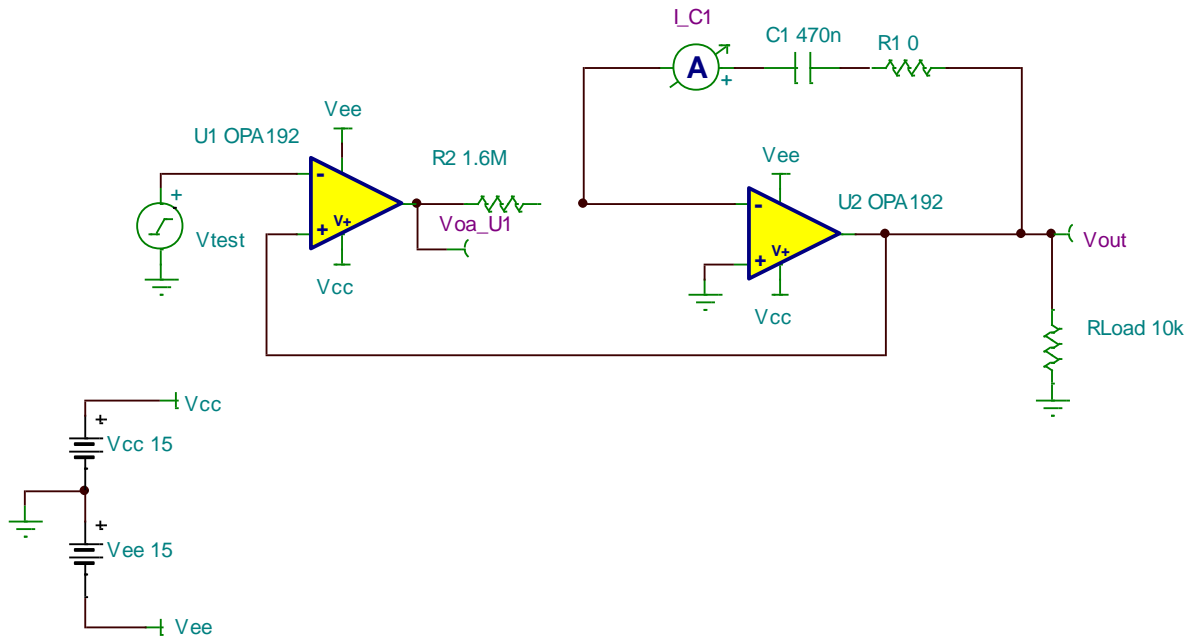 I_C1
C1 470n
R1 0
A
+
Vee
U1 OPA192
R2 1.6M
Vee
+
-
-
U2 OPA192
Voa_U1
V+
+
Vtest
Vout
V+
+
Vcc
Vcc
RLoad 10k
Vcc
+
Vcc 15
+
Vee 15
Vee